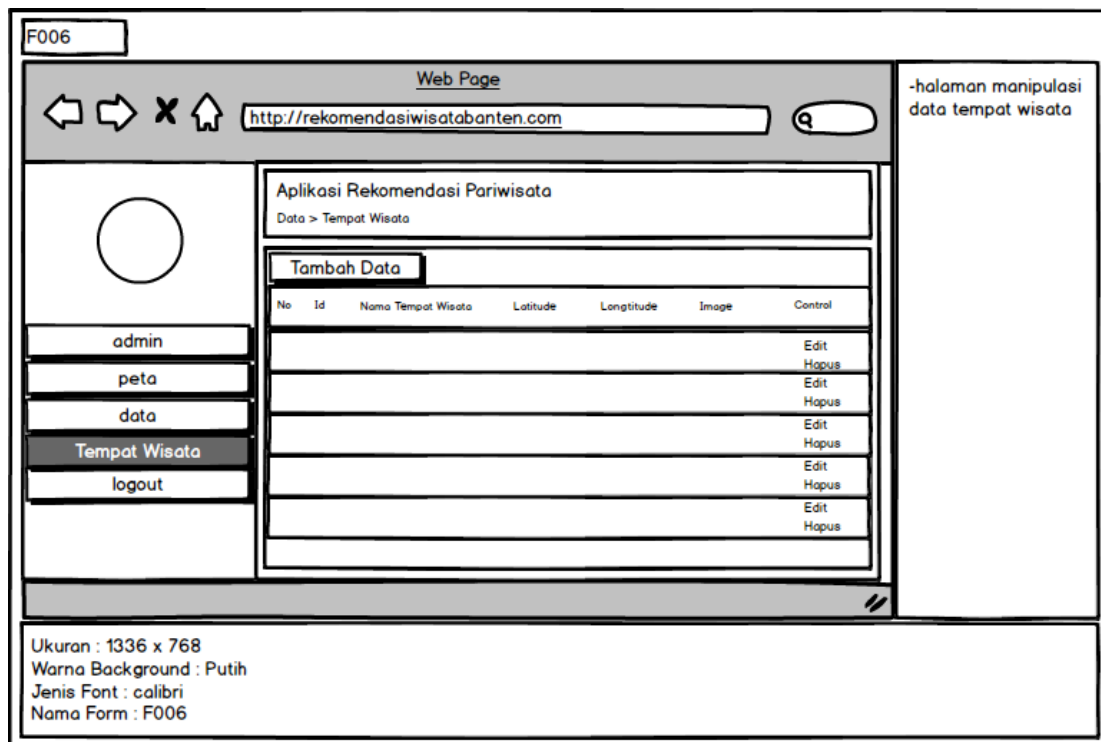 F006
Web Page
http://rekomendasiwisatabanten.com
-halaman manipulasi
data tempat wisata
Aplikasi Rekomendasi Pariwisata
Data > Tempat Wisata
Tambah Data
No Id Nama Tempat Wisata Latitude Longtitude Image Control
Edit
Hapus
Edit
Hapus
Edit
Hapus
Edit
Hapus
Edit
Hapus
admin
peta
data
Tempat Wisata
logout
Ukuran : 1336 x 768
Warna Background : Putih
Jenis Font : calibri
Nama Form : F006